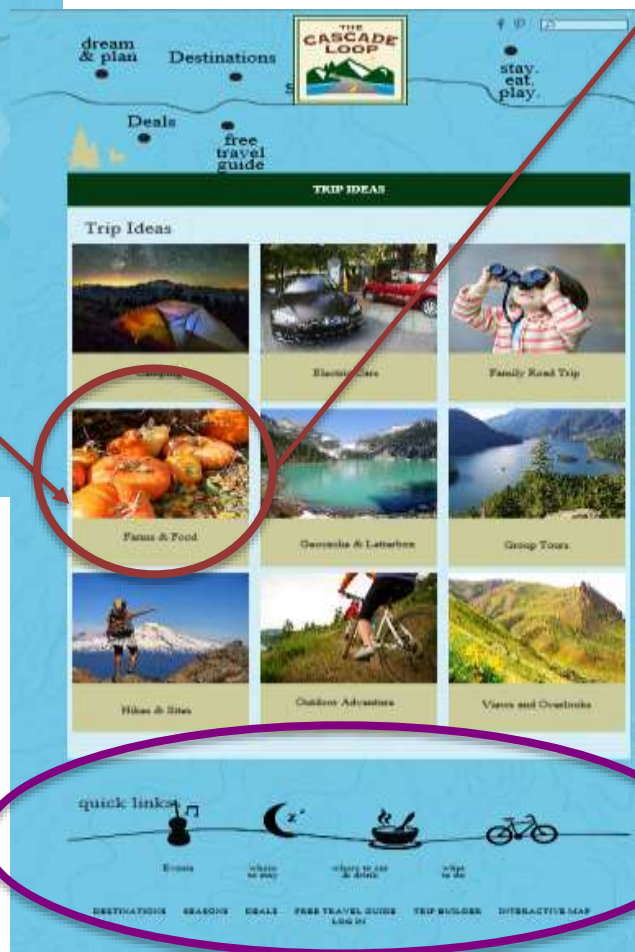 dream
& plan
Destinations
THE
CASCADE
LOOP
stay.
eat.
play.
Deals
free
travel
guide
TRIP IDEAS
Trip Ideas
Camping
Electric Cars
Family Road Trip
Farms & Food
Geocache & Letterbox
Group Tours
Hikes & Sites
Outdoor Adventure
Views and Overlooks
quick links
z
Events
where
to stay
where to eat
& drink
what
to do
DESTINATIONS SEASONS DEALS FREE TRAVEL GUIDE TRIP BUILDER INTERACTIVE MAP
LOG IN